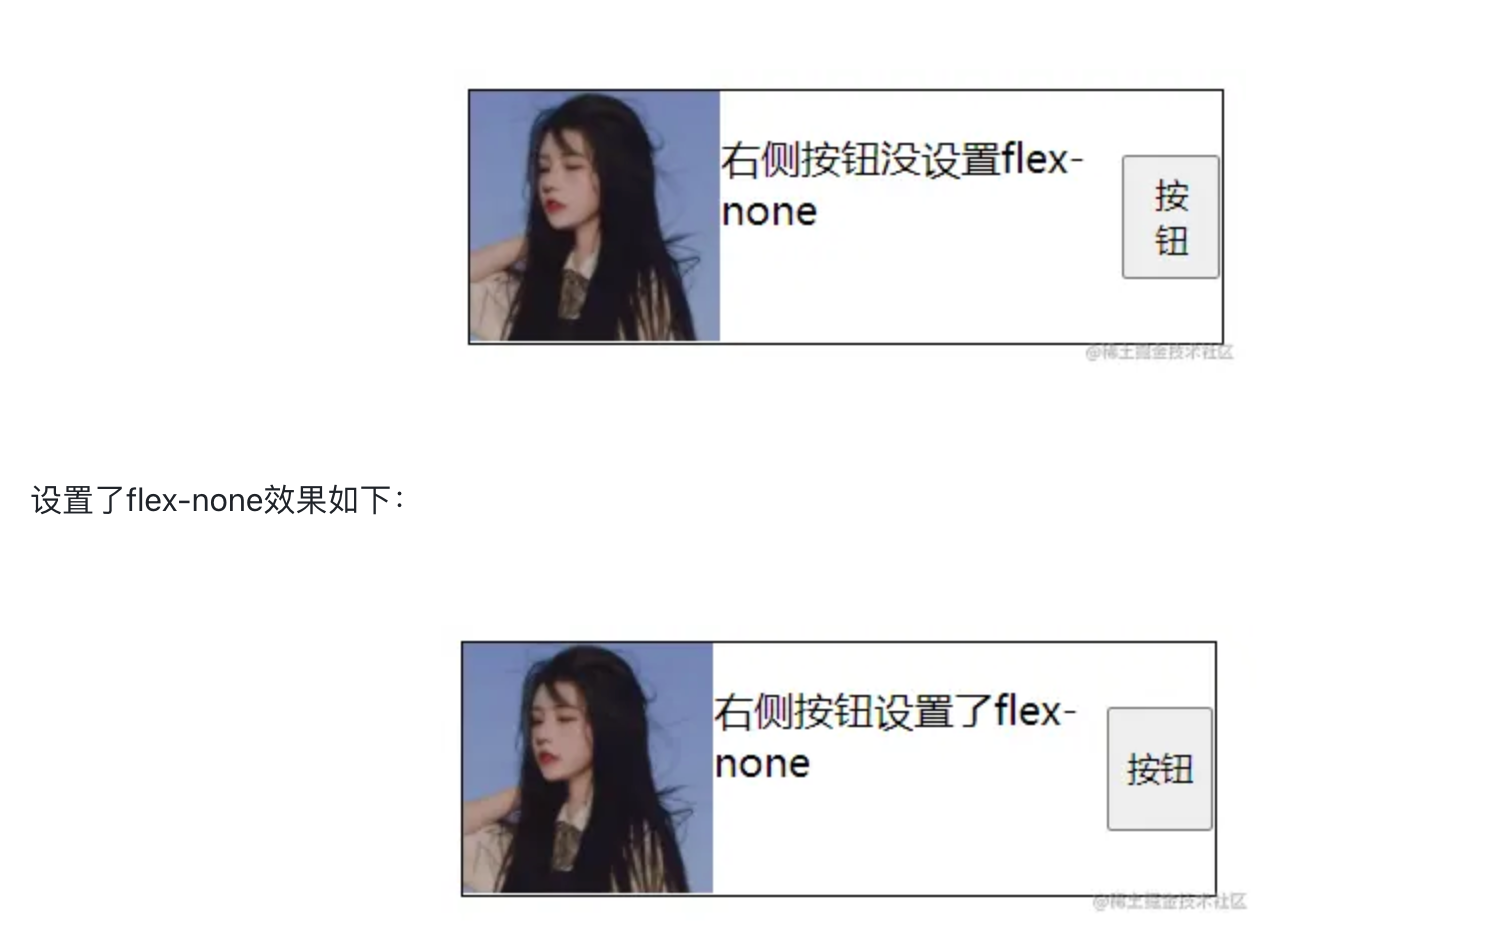 右侧按钮没设置flex-
none
按
钮
@稀土掘金技术社区
设置了flex-none效果如下：
右侧按钮设置了flex-
none
按钮
@稀土掘金技术社区